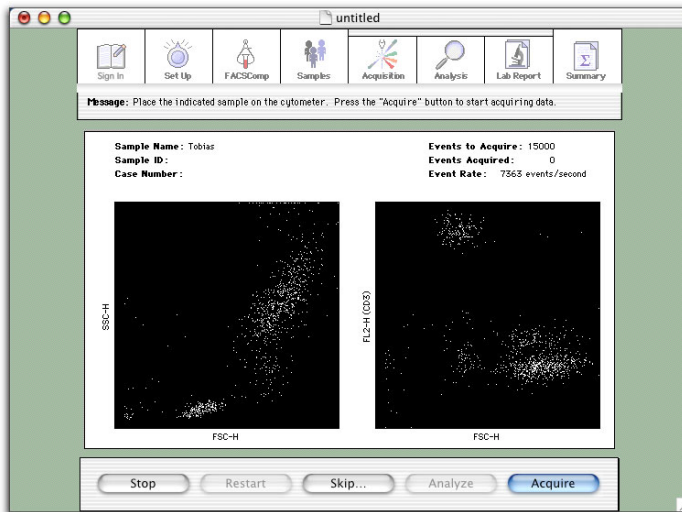 untitled
Sign In
Set Up
FACSComp
Samples
Acquisition
Analysis
Lab Report
Summary
Message: Place the indicated sample on the cytometer. Press the "Acquire" button to start acquiring data.
Sample Name: Tobias
Events to Acquire: 15000
Sample ID:
Events Acquired: 0
Case Number:
Event Rate: 7363 events/second
SSC-H
FSC-H
FL2-H (CD3)
FSC-H
Stop
Restart
Skip...
Analyze
Acquire